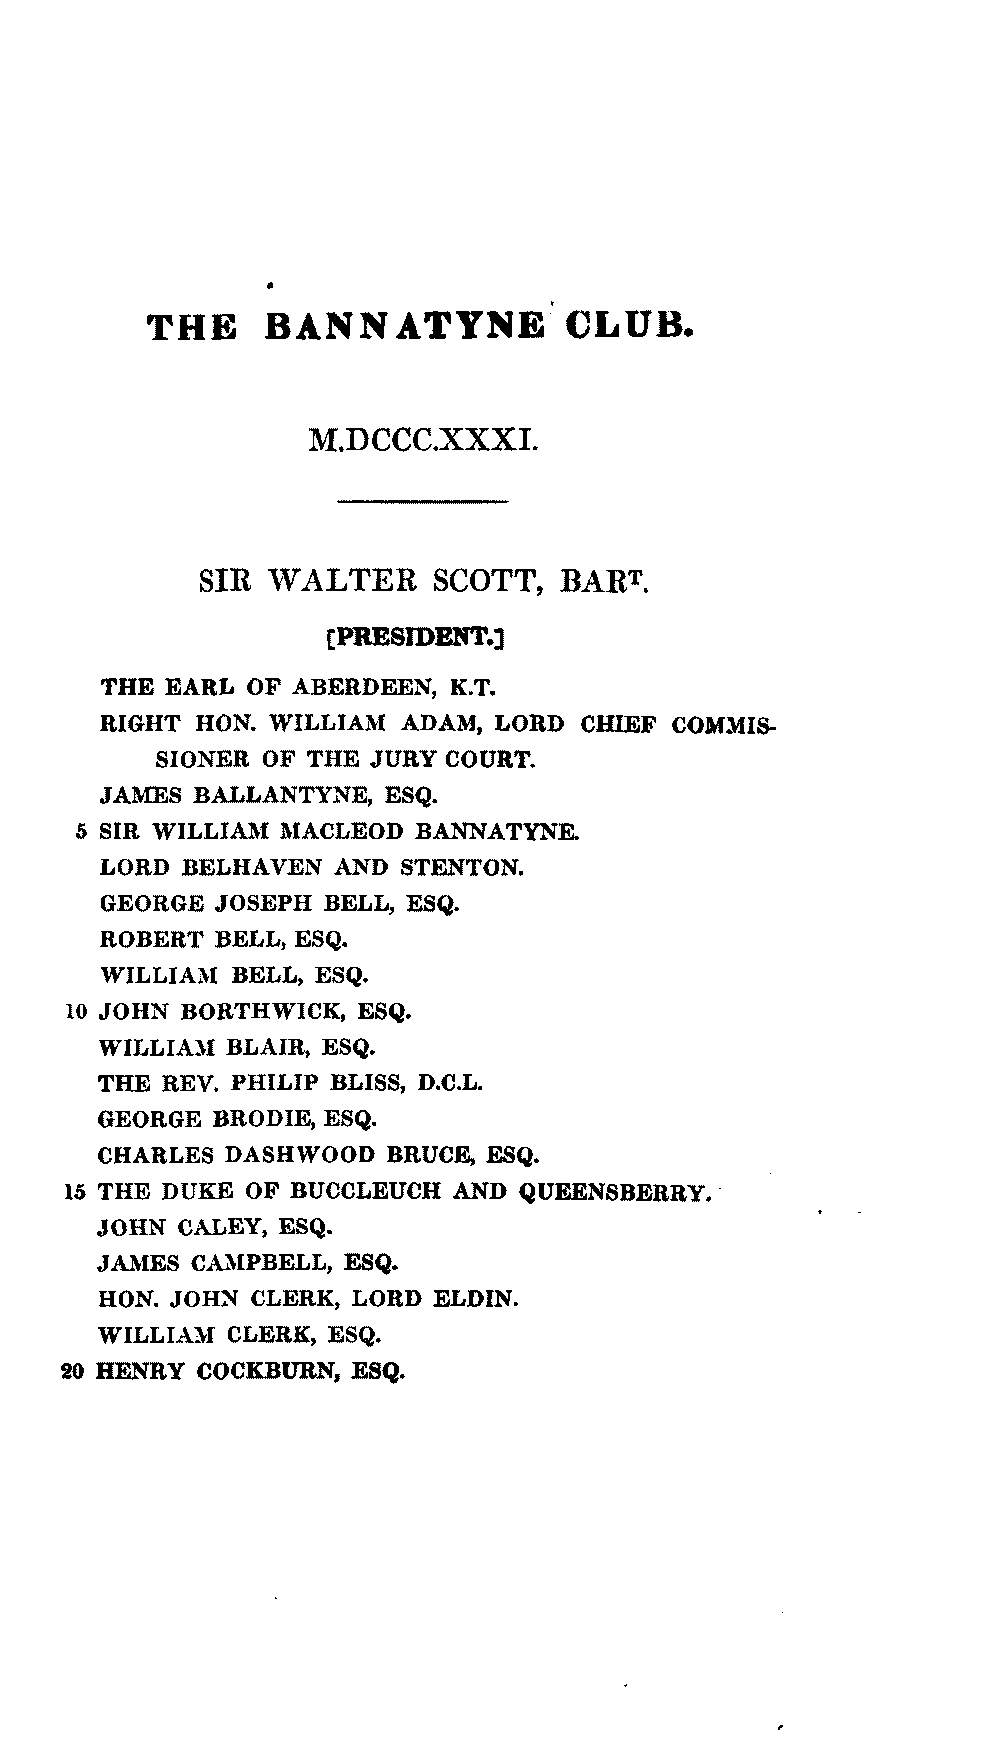 THE BANNATYNE CLUB.
M.DCCC.XXXI.
SIR WALTER SCOTT, BARᵀ.
[PRESIDENT.]
THE EARL OF ABERDEEN, K.T.
RIGHT HON. WILLIAM ADAM, LORD CHIEF COMMIS-
SIONER OF THE JURY COURT.
JAMES BALLANTYNE, ESQ.
5 SIR WILLIAM MACLEOD BANNATYNE.
LORD BELHAVEN AND STENTON.
GEORGE JOSEPH BELL, ESQ.
ROBERT BELL, ESQ.
WILLIAM BELL, ESQ.
10 JOHN BORTHWICK, ESQ.
WILLIAM BLAIR, ESQ.
THE REV. PHILIP BLISS, D.C.L.
GEORGE BRODIE, ESQ.
CHARLES DASHWOOD BRUCE, ESQ.
15 THE DUKE OF BUCCLEUCH AND QUEENSBERRY.
JOHN CALEY, ESQ.
JAMES CAMPBELL, ESQ.
HON. JOHN CLERK, LORD ELDIN.
WILLIAM CLERK, ESQ.
20 HENRY COCKBURN, ESQ.